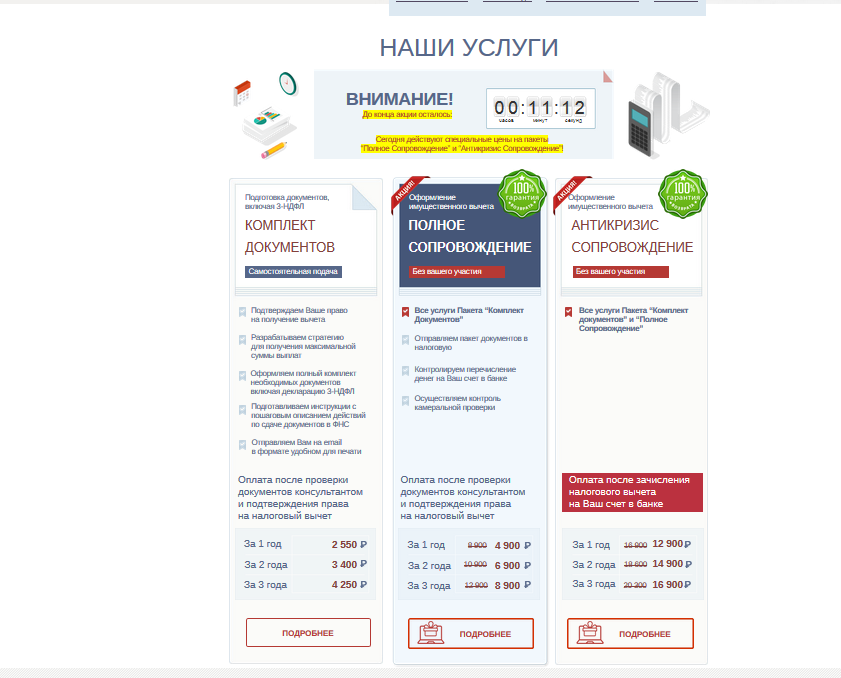 НАШИ УСЛУГИ
ВНИМАНИЕ!
До конца акции осталось:
00:11:12
часов минут секунд
Сегодня действуют специальные цены на пакеты
"Полное Сопровождение" и "Антикризис Сопровождение"!
Подготовка документов,
включая 3-НДФЛ
КОМПЛЕКТ
ДОКУМЕНТОВ
Самостоятельная подача
Подтверждаем Ваше право
на получение вычета
Разрабатываем стратегию
для получения максимальной
суммы выплат
Оформляем полный комплект
необходимых документов
включая декларацию 3-НДФЛ
Подготавливаем инструкции с
пошаговым описанием действий
по сдаче документов в ФНС
Отправляем Вам на email
в формате удобном для печати
Оплата после проверки
документов консультантом
и подтверждения права
на налоговый вычет
За 1 год 2 550 ₽
За 2 года 3 400 ₽
За 3 года 4 250 ₽
ПОДРОБНЕЕ
АКЦИЯ!
100%
гарантия
ВОЗВРАТА
Оформление
имущественного вычета
ПОЛНОЕ
СОПРОВОЖДЕНИЕ
Без вашего участия
Все услуги Пакета "Комплект
Документов"
Отправляем пакет документов в
налоговую
Контролируем перечисление
денег на Ваш счет в банке
Осуществляем контроль
камеральной проверки
Оплата после проверки
документов консультантом
и подтверждения права
на налоговый вычет
За 1 год 8 900 4 900 ₽
За 2 года 10 900 6 900 ₽
За 3 года 12 900 8 900 ₽
ПОДРОБНЕЕ
АКЦИЯ!
100%
гарантия
ВОЗВРАТА
Оформление
имущественного вычета
АНТИКРИЗИС
СОПРОВОЖДЕНИЕ
Без вашего участия
Все услуги Пакета "Комплект
документов" и "Полное
Сопровождение"
Оплата после зачисления
налогового вычета
на Ваш счет в банке
За 1 год 16 900 12 900₽
За 2 года 18 600 14 900₽
За 3 года 20 300 16 900₽
ПОДРОБНЕЕ